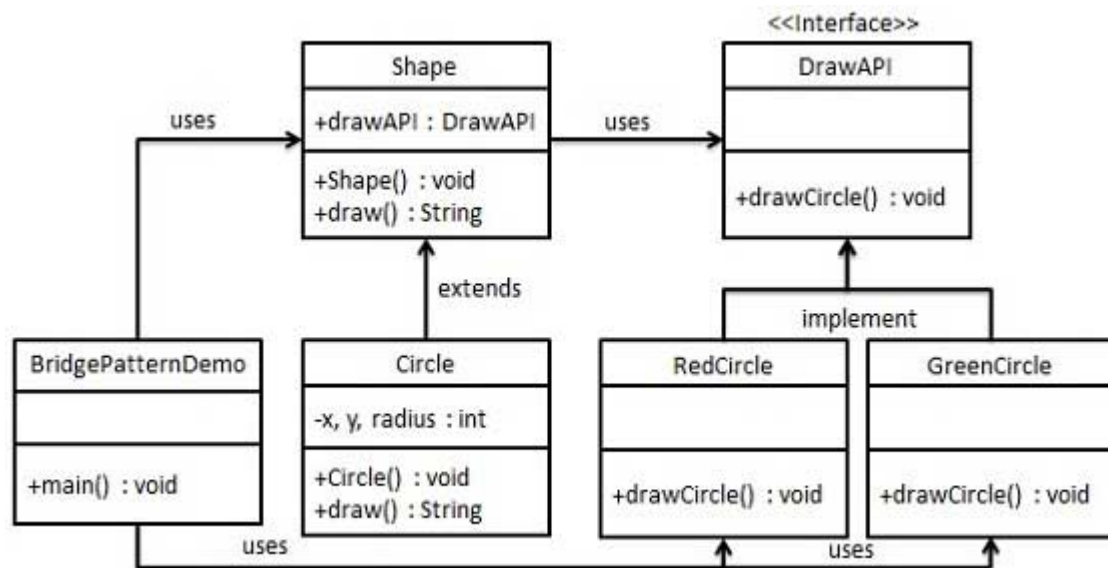 <<Interface>>
Shape
DrawAPI
+drawAPI : DrawAPI
uses
uses
+Shape() : void
+draw() : String
+drawCircle() : void
extends
implement
BridgePatternDemo
Circle
RedCircle
GreenCircle
-x, y, radius : int
+main() : void
+Circle() : void
+draw() : String
+drawCircle() : void
+drawCircle() : void
uses
uses